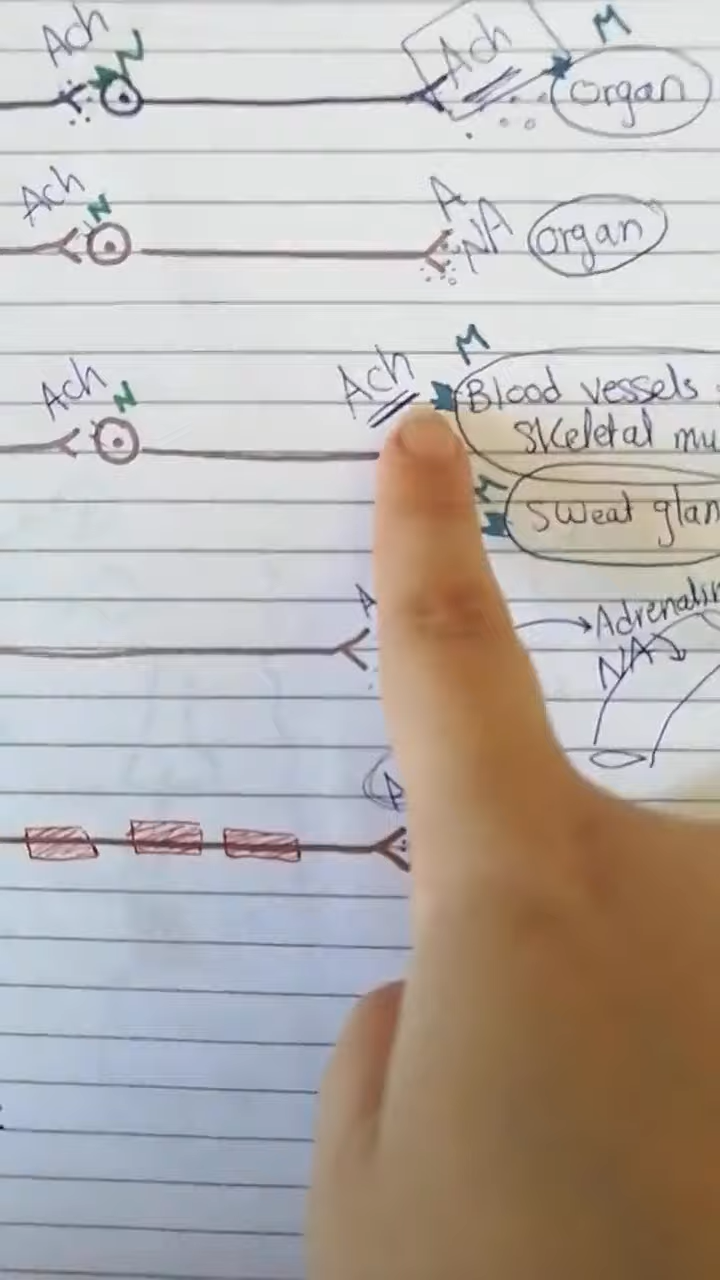 Ach N Ach M
organ
Ach N A
NA organ
Ach N Ach M
Blood vessels
Skeletal mu
M
sweat glan
A
Adrenalin
NA